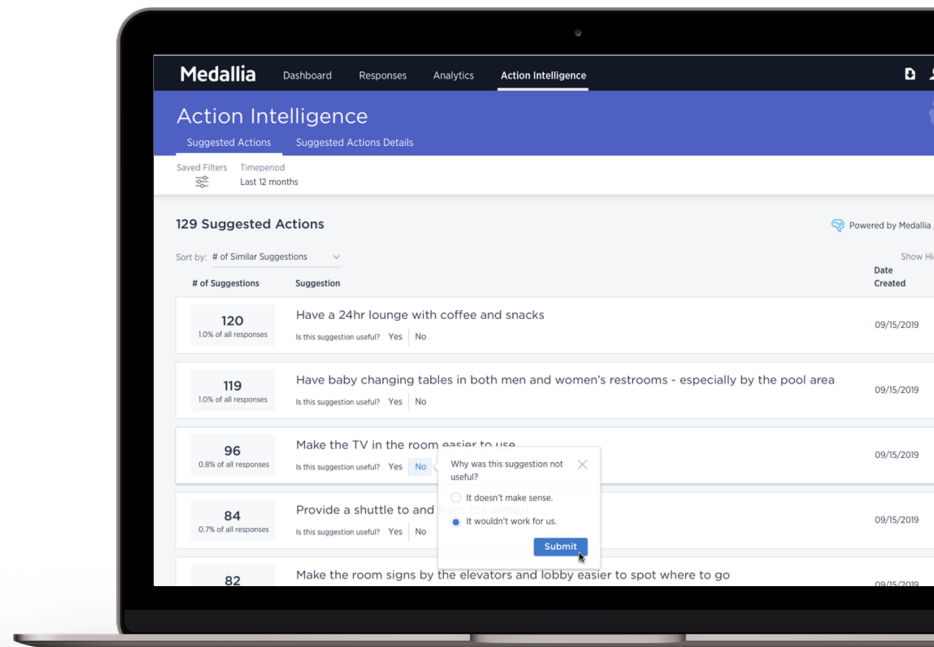 Medallia Dashboard Responses Analytics Action Intelligence
Action Intelligence
Suggested Actions Suggested Actions Details
Saved Filters Timeperiod
Last 12 months
129 Suggested Actions
Powered by Medallia
Sort by: # of Similar Suggestions
Show
# of Suggestions Suggestion Date
Created
120 Have a 24hr lounge with coffee and snacks
1.0% of all responses Is this suggestion useful? Yes No
09/15/2019
119 Have baby changing tables in both men and women's restrooms - especially by the pool area
1.0% of all responses Is this suggestion useful? Yes No
09/15/2019
96 Make the TV in the room easier to use
0.8% of all responses Is this suggestion useful? Yes No
09/15/2019
Why was this suggestion not
useful?
It doesn't make sense.
It wouldn't work for us.
Submit
84 Provide a shuttle to and from the airport
0.7% of all responses Is this suggestion useful? Yes No
09/15/2019
82 Make the room signs by the elevators and lobby easier to spot where to go
09/15/2019